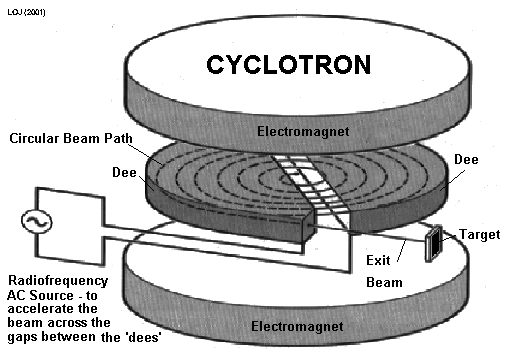 LOJ (2001)
CYCLOTRON
Electromagnet
Circular Beam Path
Dee
Dee
Target
Exit
Beam
Radiofrequency
AC Source - to
accelerate the
beam across the
gaps between the 'dees'
Electromagnet